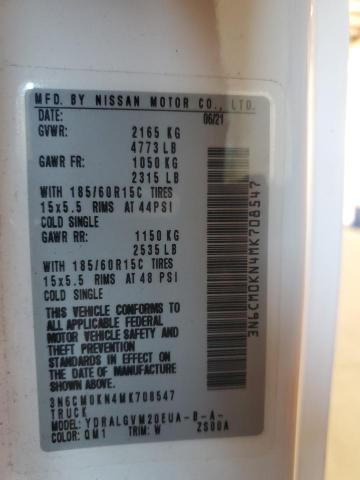 MFD. BY NISSAN MOTOR CO., LTD.
DATE: 06/21
GVWR: 2165 KG
4773 LB
GAWR FR: 1050 KG
2315 LB
WITH 185/60R15C TIRES
15x5.5 RIMS AT 44PSI
COLD SINGLE
GAWR RR: 1150 KG
2535 LB
WITH 185/60R15C TIRES
15x5.5 RIMS AT 48 PSI
COLD SINGLE
THIS VEHICLE CONFORMS TO
ALL APPLICABLE FEDERAL
MOTOR VEHICLE SAFETY AND
THEFT PREVENTION
STANDARDS IN EFFECT ON
THE DATE OF MANUFACTURE
SHOWN ABOVE.
3N6CM0KN4MK708547
TRUCK
MODEL: YDRALGVM20EUA-D-A-
COLOR: QM1 TRIM: W ZS00A
3N6CM0KN4MK708547